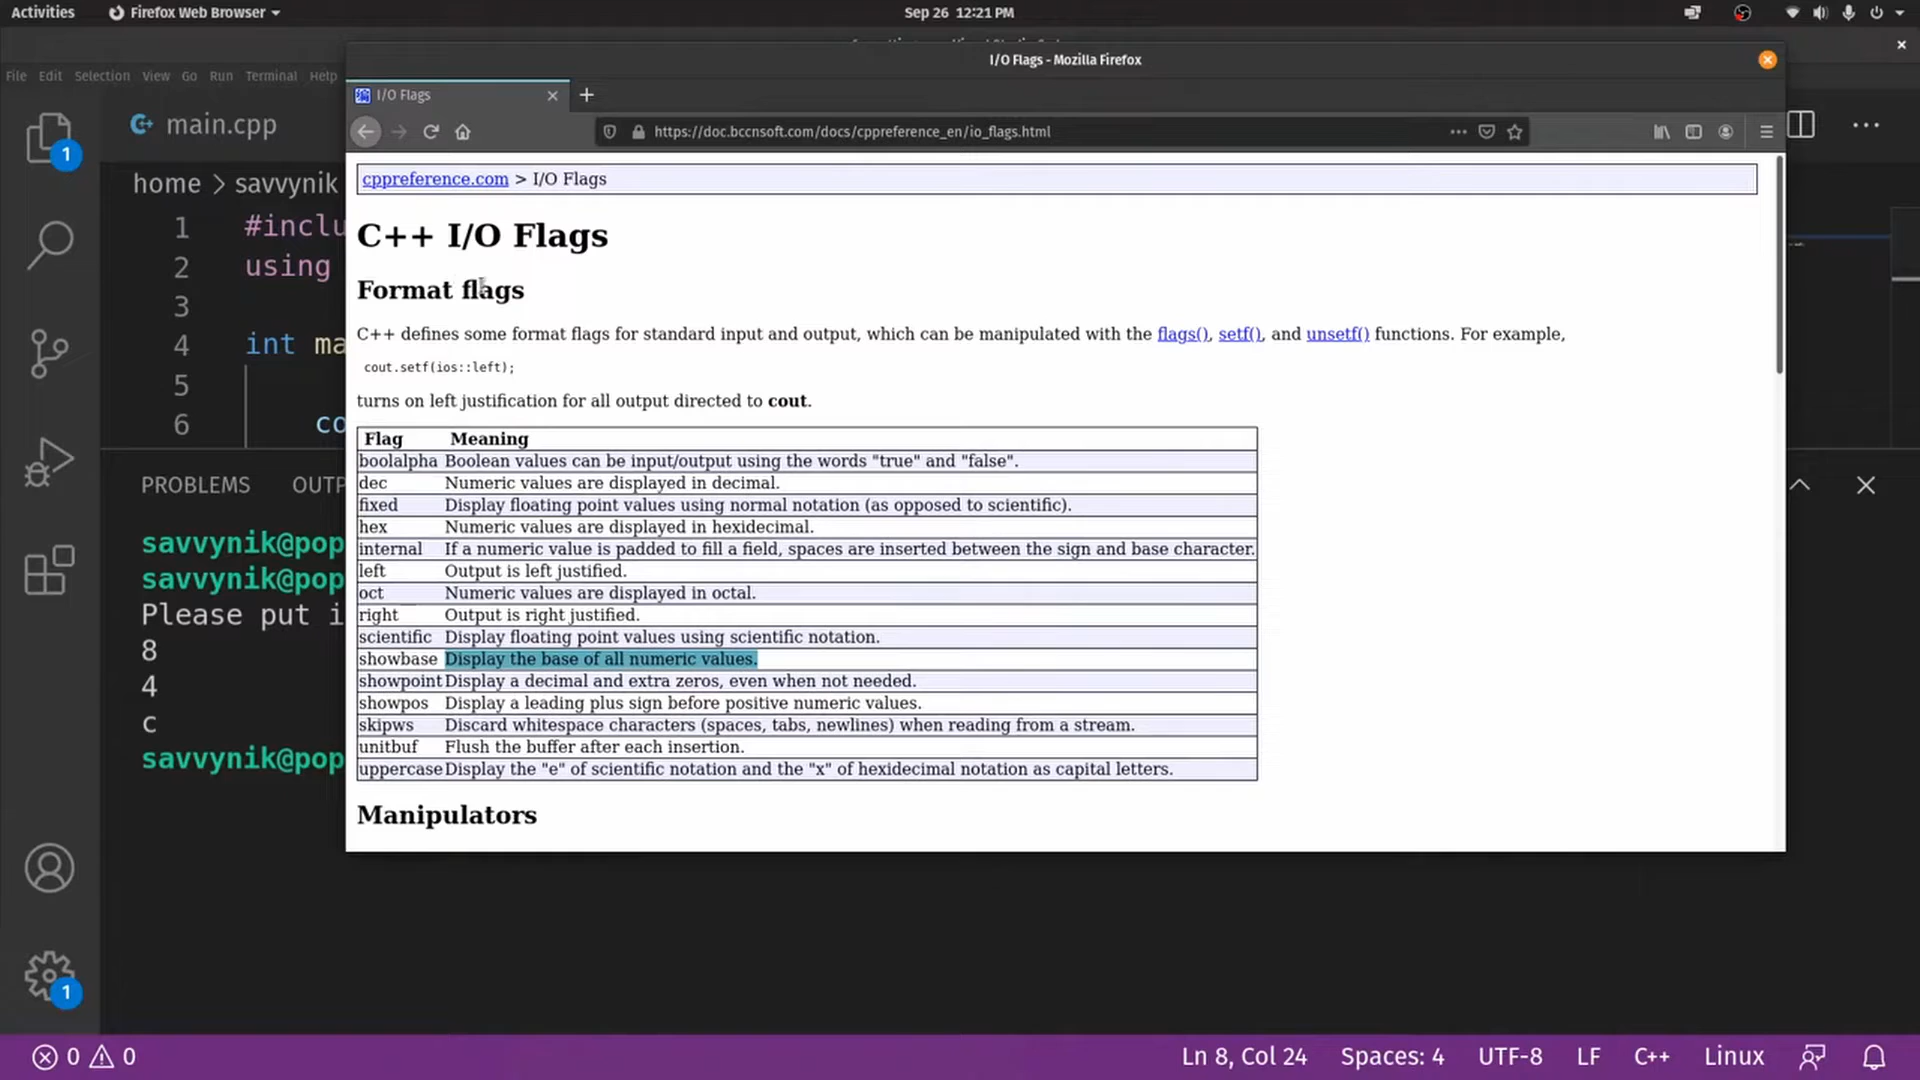 Activities Firefox Web Browser Sep 26 12:21 PM
I/O Flags - Mozilla Firefox
File Edit Selection View Go Run Terminal Help
I/O Flags
main.cpp
https://doc.bccnsoft.com/docs/cppreference_en/io_flags.html
1
home > savvynik
cppreference.com > I/O Flags
1 #inclu
2 using
3
4 int ma
5
6 co
C++ I/O Flags
Format flags
C++ defines some format flags for standard input and output, which can be manipulated with the flags(), setf(), and unsetf() functions. For example,
cout.setf(ios::left);
turns on left justification for all output directed to cout.
Flag Meaning
boolalpha Boolean values can be input/output using the words "true" and "false".
dec Numeric values are displayed in decimal.
fixed Display floating point values using normal notation (as opposed to scientific).
hex Numeric values are displayed in hexidecimal.
internal If a numeric value is padded to fill a field, spaces are inserted between the sign and base character.
left Output is left justified.
oct Numeric values are displayed in octal.
right Output is right justified.
scientific Display floating point values using scientific notation.
showbase Display the base of all numeric values.
showpoint Display a decimal and extra zeros, even when not needed.
showpos Display a leading plus sign before positive numeric values.
skipws Discard whitespace characters (spaces, tabs, newlines) when reading from a stream.
unitbuf Flush the buffer after each insertion.
uppercase Display the "e" of scientific notation and the "x" of hexidecimal notation as capital letters.
Manipulators
PROBLEMS OUTP
savvynik@pop
savvynik@pop
Please put i
8
4
c
savvynik@pop
1
0 0 Ln 8, Col 24 Spaces: 4 UTF-8 LF C++ Linux